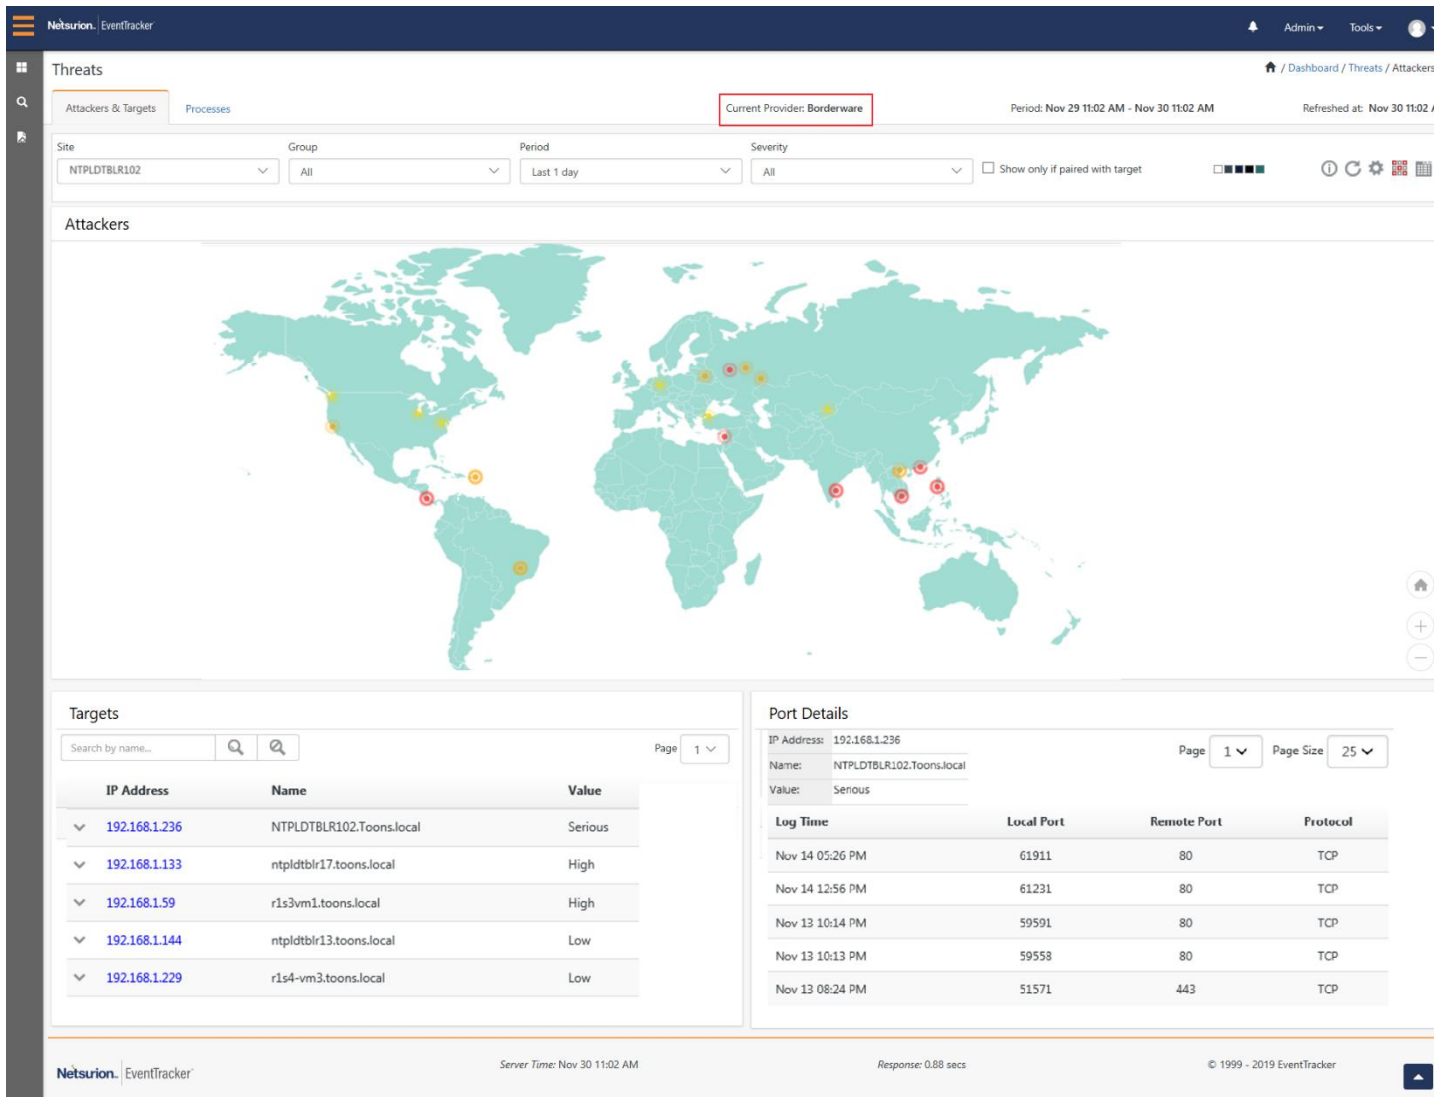 Netsurion. EventTracker
Admin Tools
Threats
/ Dashboard / Threats / Attackers
Attackers & Targets Processes Current Provider: Borderware Period: Nov 29 11:02 AM - Nov 30 11:02 AM Refreshed at: Nov 30 11:02
Site Group Period Severity
NTPLDTBLR102 All Last 1 day All Show only if paired with target
Attackers
Targets
Search by name... Page 1
IP Address Name Value
192.168.1.236 NTPLDTBLR102.Toons.local Serious
192.168.1.133 ntpldtblr17.toons.local High
192.168.1.59 r1s3vm1.toons.local High
192.168.1.144 ntpldtblr13.toons.local Low
192.168.1.229 r1s4-vm3.toons.local Low
Port Details
IP Address: 192.168.1.236
Name: NTPLDTBLR102.Toons.local
Value: Serious
Page 1 Page Size 25
Log Time Local Port Remote Port Protocol
Nov 14 05:26 PM 61911 80 TCP
Nov 14 12:56 PM 61231 80 TCP
Nov 13 10:14 PM 59591 80 TCP
Nov 13 10:13 PM 59558 80 TCP
Nov 13 08:24 PM 51571 443 TCP
Netsurion. EventTracker
Server Time: Nov 30 11:02 AM Response: 0.88 secs © 1999 - 2019 EventTracker